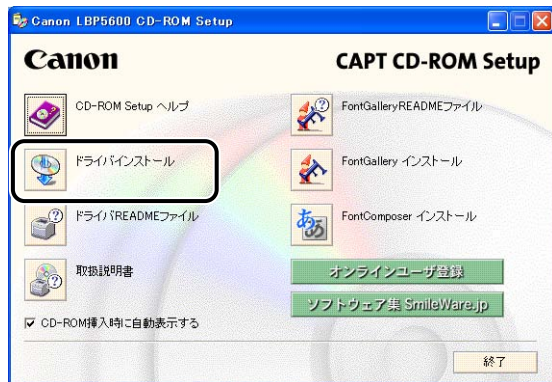 Canon LBP5600 CD-ROM Setup
Canon
CAPT CD-ROM Setup
CD-ROM Setup ヘルプ
ドライバインストール
ドライバREADMEファイル
取扱説明書
FontGalleryREADMEファイル
FontGallery インストール
FontComposer インストール
あぁ
オンラインユーザ登録
ソフトウェア集 SmileWare.jp
CD-ROM挿入時に自動表示する
終了